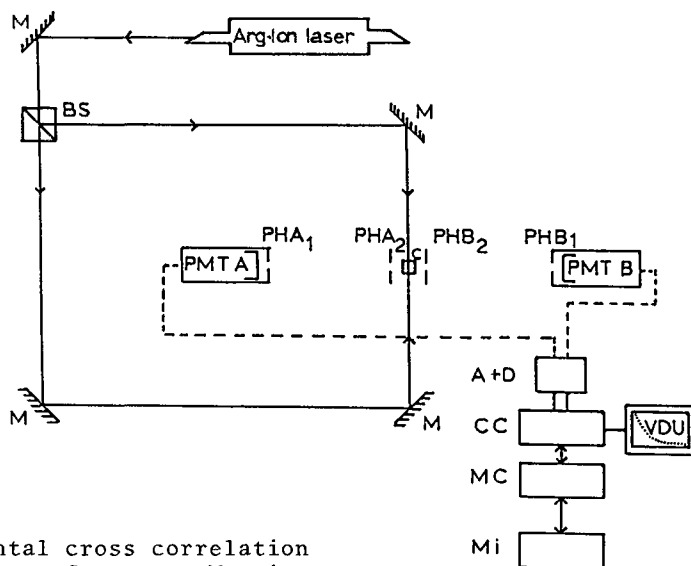 M
Arg-Ion laser
BS
M
PHA1
PHA2
PHB2
PHB1
c
PMT A
PMT B
A+D
M
M
CC
VDU
MC
Mi
ntal cross correlation